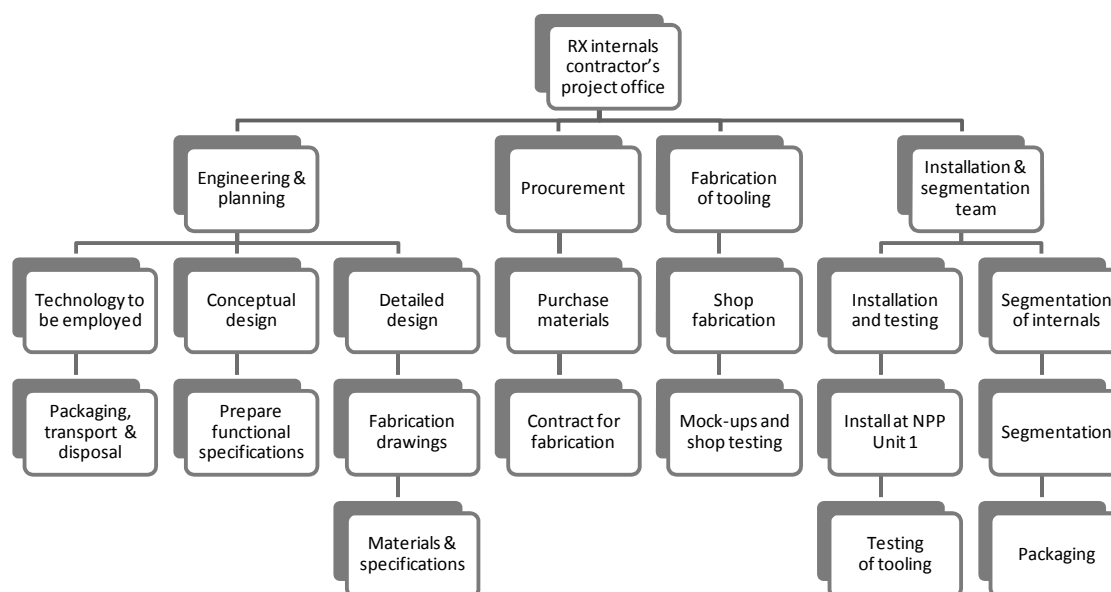 RX internals
contractor's
project office
Engineering &
planning
Procurement
Fabrication
of tooling
Installation &
segmentation
team
Technology to
be employed
Conceptual
design
Detailed
design
Purchase
materials
Shop
fabrication
Installation
and testing
Segmentation
of internals
Packaging,
transport &
disposal
Prepare
functional
specifications
Fabrication
drawings
Contract for
fabrication
Mock-ups and
shop testing
Install at NPP
Unit 1
Segmentation
Materials &
specifications
Testing
of tooling
Packaging